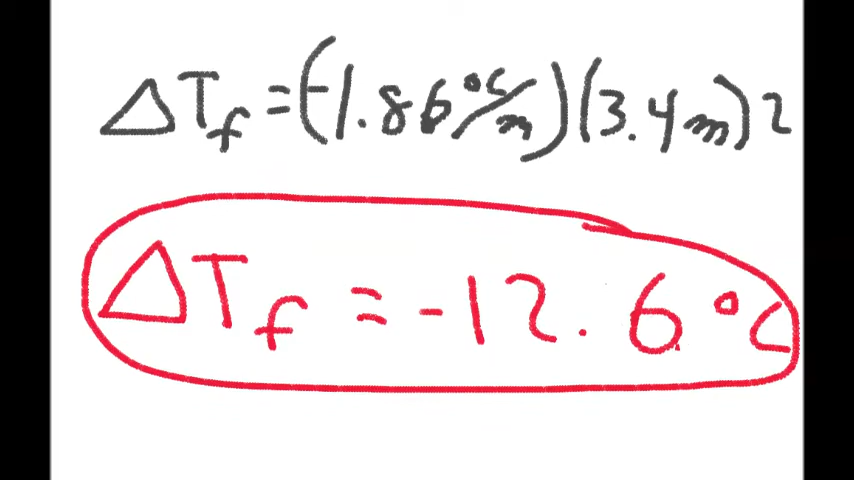 ΔTf = (-1.86°C/m)(3.4m)2
ΔTf = -12.6°C